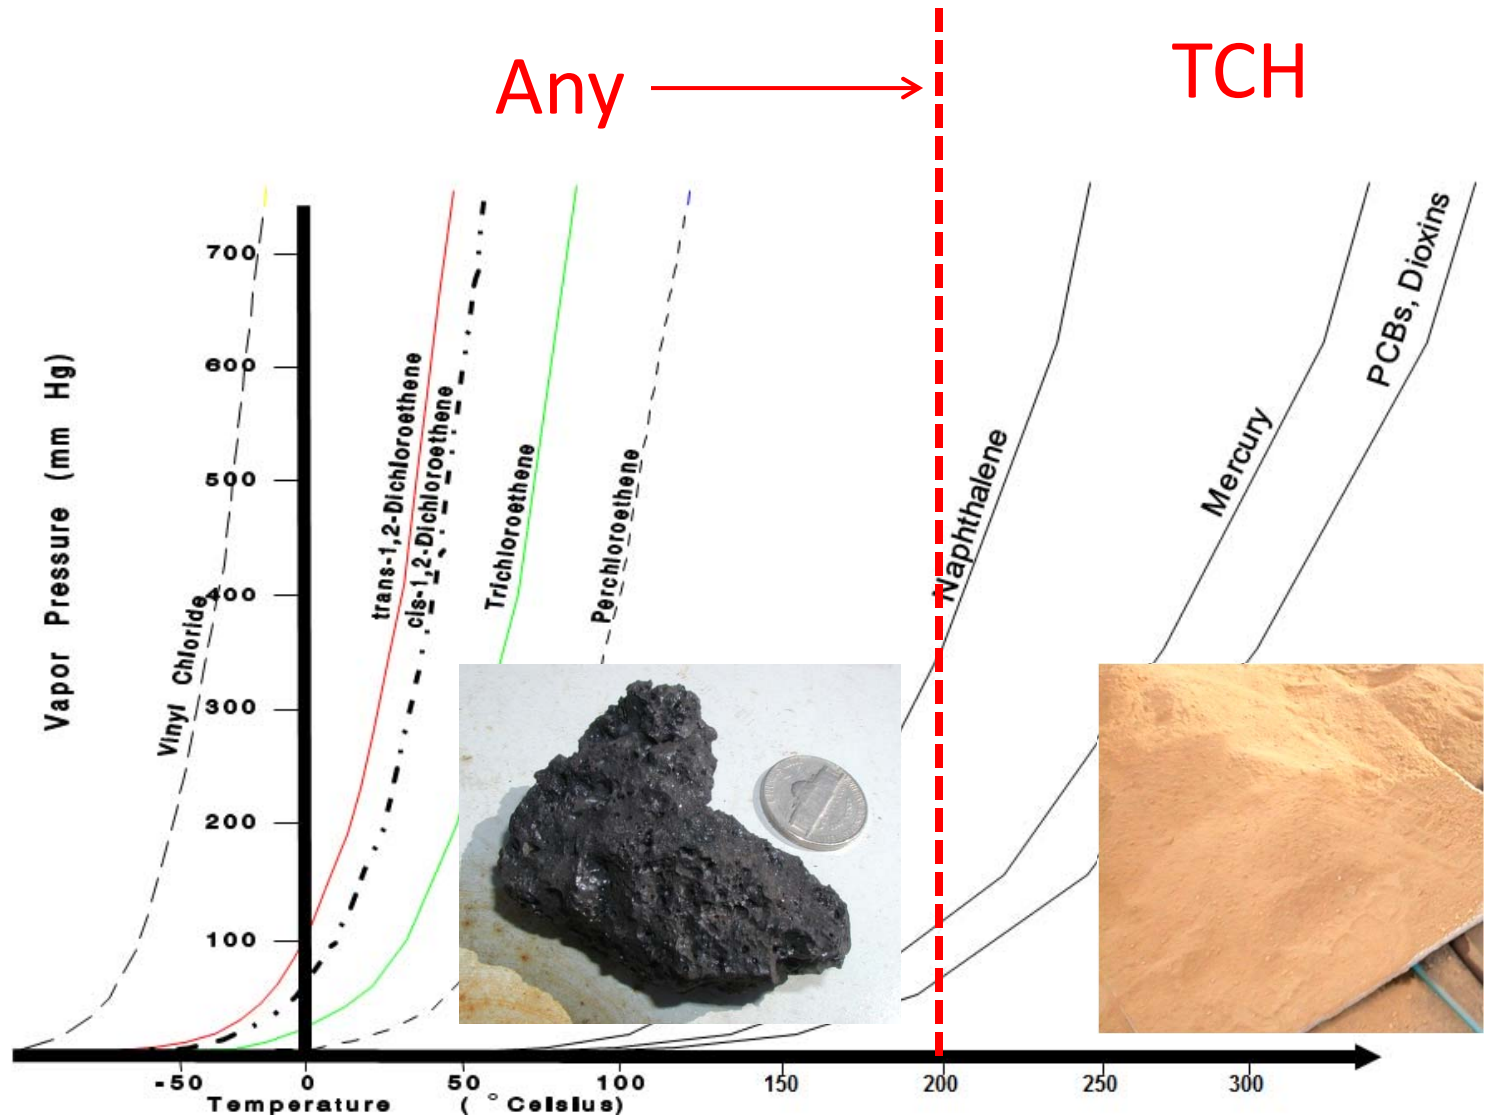 Any
TCH
Vapor Pressure (mm Hg)
700
600
500
400
300
200
100
Vinyl Chloride
trans-1,2-Dichloroethene
cis-1,2-Dichloroethene
Trichloroethene
Perchloroethene
Naphthalene
Mercury
PCBs, Dioxins
-50 0 50 100 150 200 250 300
Temperature (°Celsius)